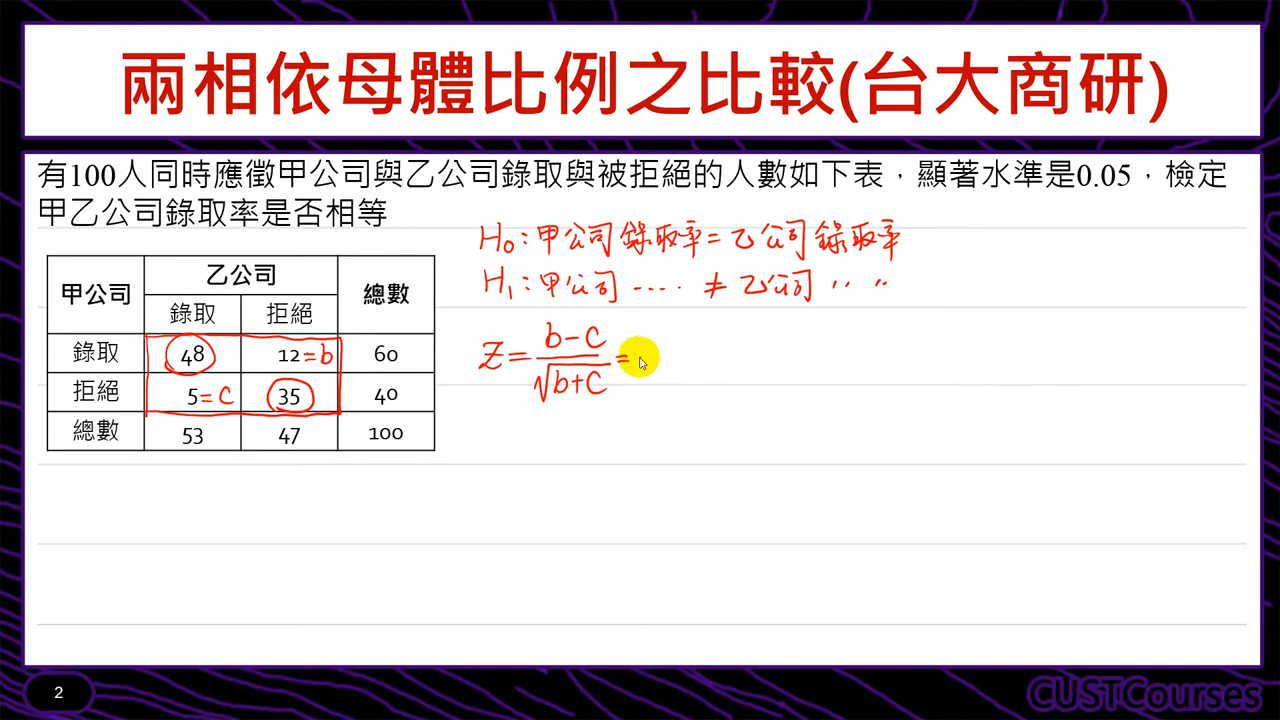 兩相依母體比例之比較(台大商研)
有100人同時應徵甲公司與乙公司錄取與被拒絕的人數如下表，顯著水準是0.05，檢定
甲乙公司錄取率是否相等
H₀：甲公司錄取率=乙公司錄取率
H₁：甲公司 .... ≠ 乙公司 〃 〃
甲公司 乙公司 總數
錄取 拒絕
錄取 48 12=b 60
拒絕 5=c 35 40
總數 53 47 100
Z = (b-c)/√(b+c) =
2
CUSTCourses